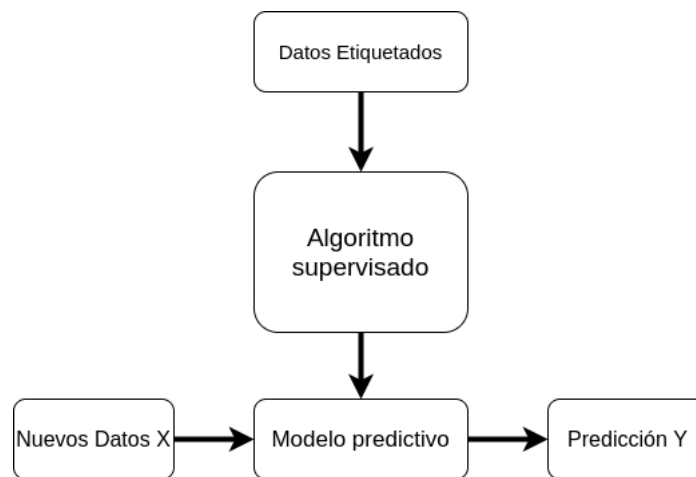 Datos Etiquetados
Algoritmo
supervisado
Nuevos Datos X
Modelo predictivo
Predicción Y